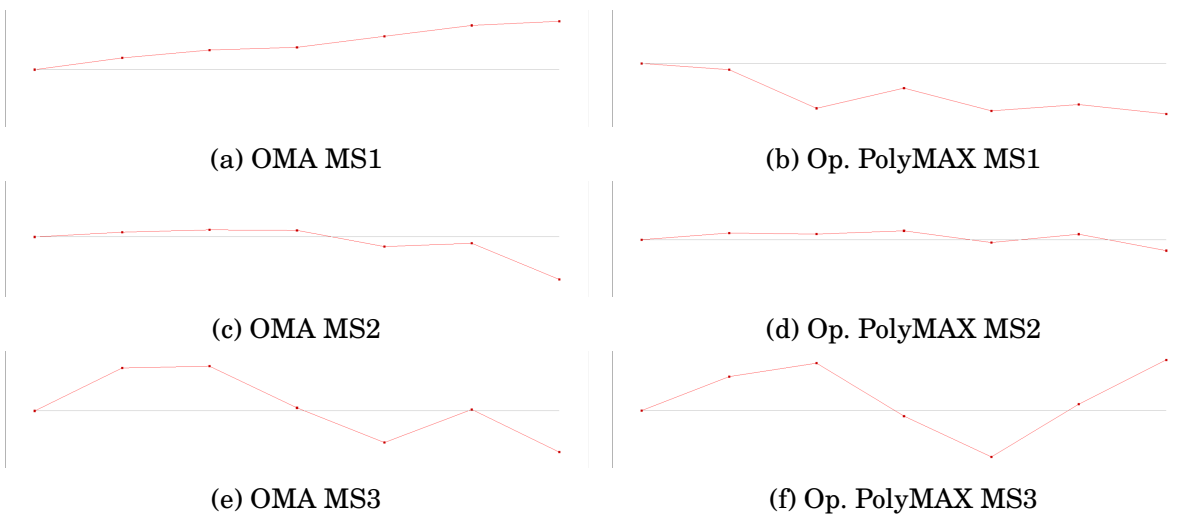 (a) OMA MS1
(b) Op. PolyMAX MS1
(c) OMA MS2
(d) Op. PolyMAX MS2
(e) OMA MS3
(f) Op. PolyMAX MS3